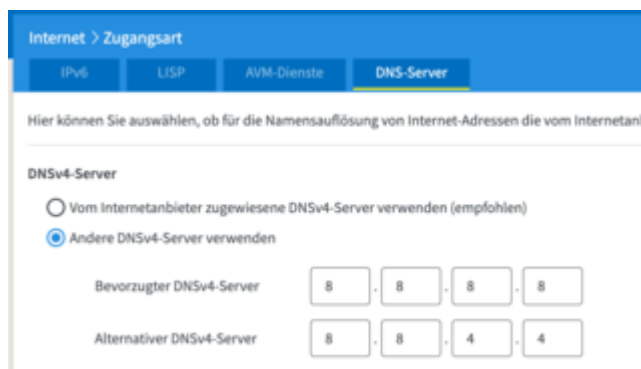 Internet > Zugangsart
IPv6 LISP AVM-Dienste DNS-Server
Hier können Sie auswählen, ob für die Namensauflösung von Internet-Adressen die vom
DNSv4-Server
Vom Internetanbieter zugewiesene DNSv4-Server verwenden (empfohlen)
Andere DNSv4-Server verwenden
Bevorzugter DNSv4-Server 8 . 8 . 8 . 8
Alternativer DNSv4-Server 8 . 8 . 4 . 4